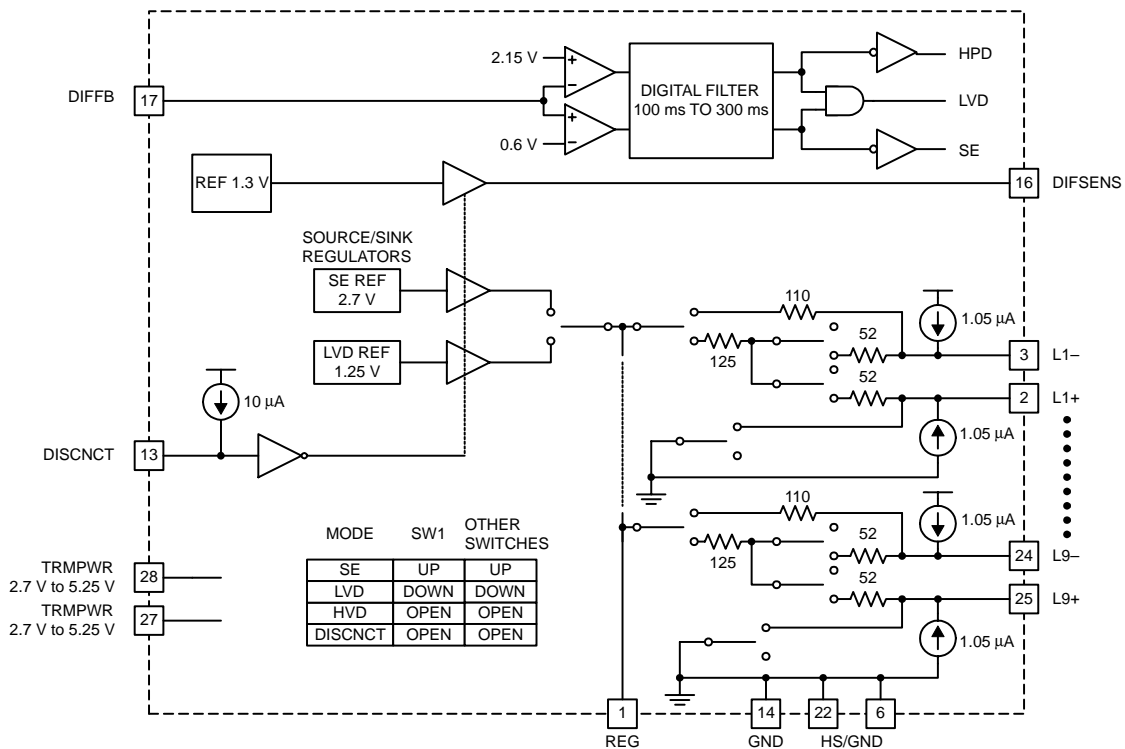 2.15 V
+
−
+
−
0.6 V
DIGITAL FILTER
100 ms TO 300 ms
HPD
LVD
SE
DIFFB
17
REF 1.3 V
16
DIFSENS
SOURCE/SINK
REGULATORS
SE REF
2.7 V
LVD REF
1.25 V
110
1.05 µA
125
52
52
3
L1−
2
L1+
1.05 µA
10 µA
DISCNCT
13
110
1.05 µA
125
52
52
24
L9−
25
L9+
1.05 µA
MODE SW1 OTHER
SWITCHES
SE UP UP
LVD DOWN DOWN
HVD OPEN OPEN
DISCNCT OPEN OPEN
TRMPWR
2.7 V to 5.25 V
28
TRMPWR
2.7 V to 5.25 V
27
1
14
22
6
REG
GND
HS/GND